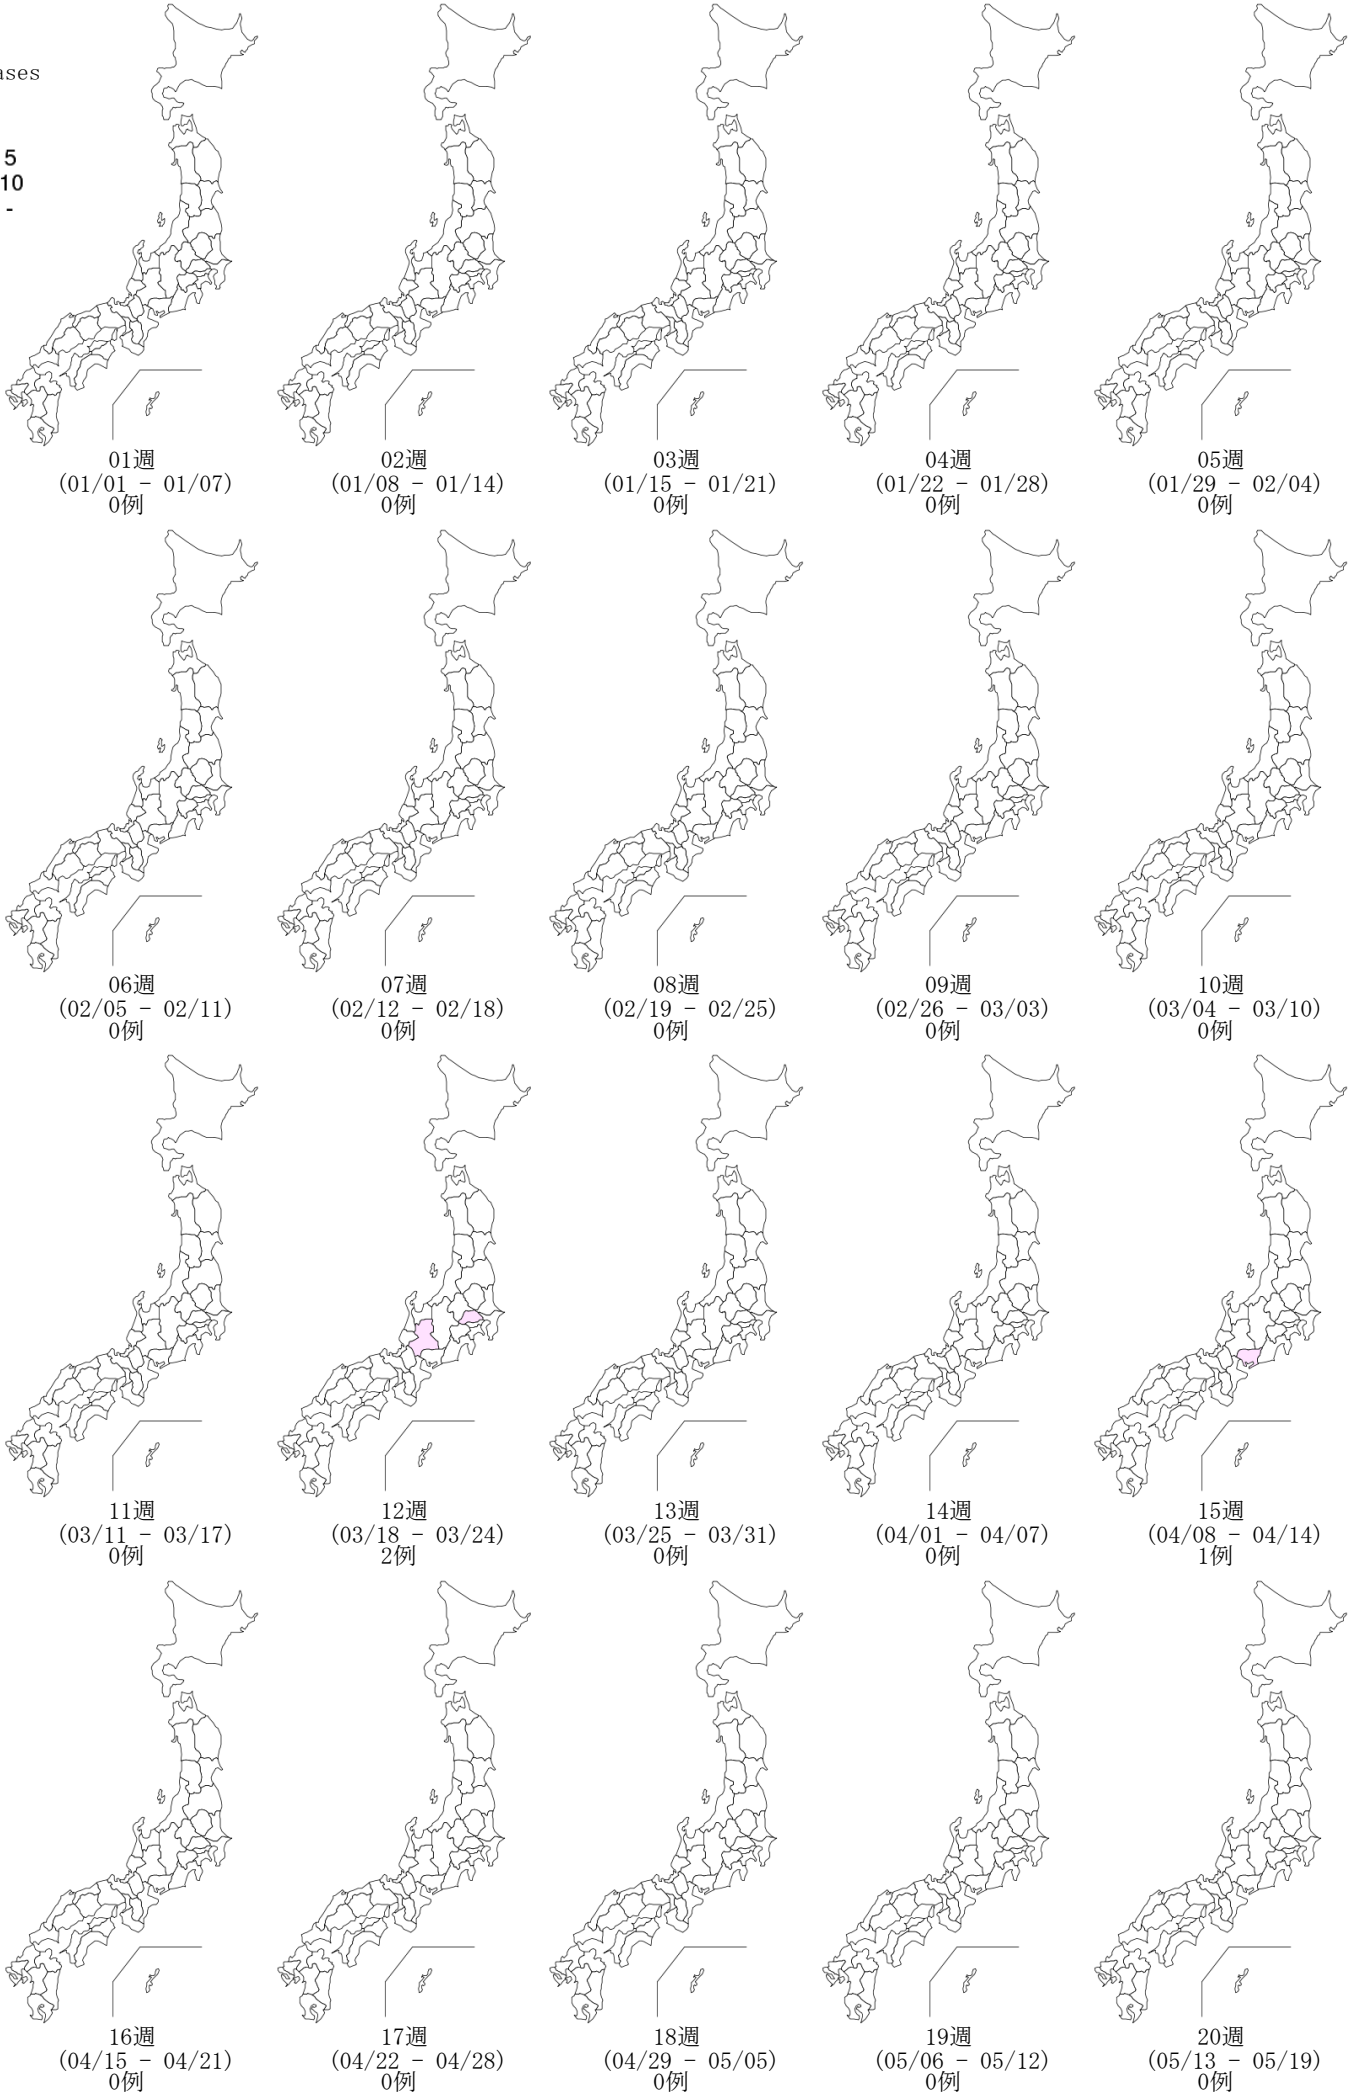 ases
5
10
-
01週
(01/01 - 01/07)
0例
02週
(01/08 - 01/14)
0例
03週
(01/15 - 01/21)
0例
04週
(01/22 - 01/28)
0例
05週
(01/29 - 02/04)
0例
06週
(02/05 - 02/11)
0例
07週
(02/12 - 02/18)
0例
08週
(02/19 - 02/25)
0例
09週
(02/26 - 03/03)
0例
10週
(03/04 - 03/10)
0例
11週
(03/11 - 03/17)
0例
12週
(03/18 - 03/24)
2例
13週
(03/25 - 03/31)
0例
14週
(04/01 - 04/07)
0例
15週
(04/08 - 04/14)
1例
16週
(04/15 - 04/21)
0例
17週
(04/22 - 04/28)
0例
18週
(04/29 - 05/05)
0例
19週
(05/06 - 05/12)
0例
20週
(05/13 - 05/19)
0例